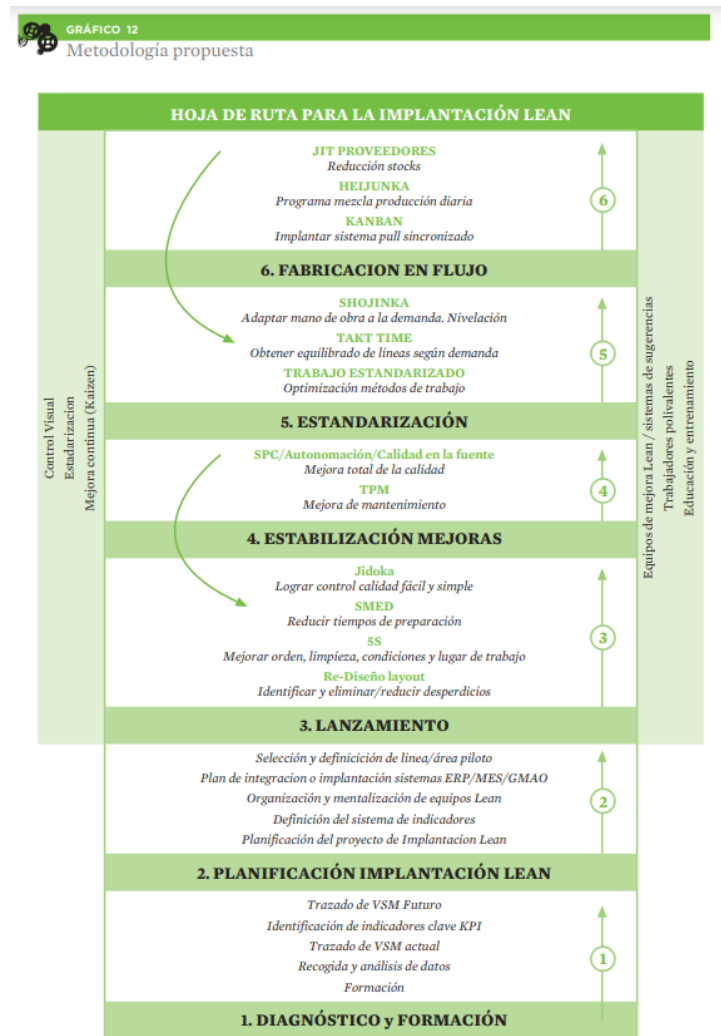 GRÁFICO 12
Metodología propuesta
HOJA DE RUTA PARA LA IMPLANTACIÓN LEAN
JIT PROVEEDORES
Reducción stocks
HEIJUNKA
Programa mezcla producción diaria
KANBAN
Implantar sistema pull sincronizado
6
6. FABRICACION EN FLUJO
SHOJINKA
Adaptar mano de obra a la demanda. Nivelación
TAKT TIME
Obtener equilibrado de lineas según demanda
TRABAJO ESTANDARIZADO
Optimización métodos de trabajo
5
5. ESTANDARIZACIÓN
SPC/Autonomación/Calidad en la fuente
Mejora total de la calidad
TPM
Mejora de mantenimiento
4
4. ESTABILIZACIÓN MEJORAS
Jidoka
Lograr control calidad fácil y simple
SMED
Reducir tiempos de preparación
5S
Mejorar orden, limpieza, condiciones y lugar de trabajo
Re-Diseño layout
Identificar y eliminar/reducir desperdicios
3
3. LANZAMIENTO
Selección y definicición de linea/área piloto
Plan de integracion o implantación sistemas ERP/MES/GMAO
Organización y mentalización de equipos Lean
Definición del sistema de indicadores
Planificación del proyecto de Implantacion Lean
2
2. PLANIFICACIÓN IMPLANTACIÓN LEAN
Trazado de VSM Futuro
Identificación de indicadores clave KPI
Trazado de VSM actual
Recogida y análisis de datos
Formación
1
1. DIAGNÓSTICO y FORMACIÓN
Control Visual
Estadarizacion
Mejora continua (Kaizen)
Equipos de mejora Lean / sistemas de sugerencias
Trabajadores polivalentes
Educación y entrenamiento